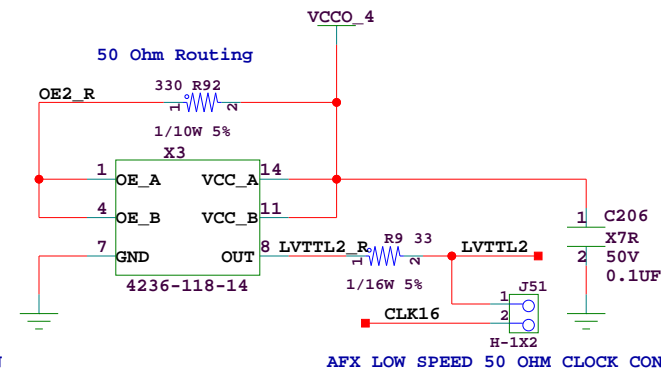 VCCO_4
50 Ohm Routing
OE2_R
330 R92
1 2
1/10W 5%
X3
1 OE_A VCC_A 14
4 OE_B VCC_B 11
7 GND OUT 8
4236-118-14
LVTTL2_R
R9 33
1 2
1/16W 5%
LVTTL2
1 C206
X7R
2 50V
0.1UF
J51
1
2
CLK16
H-1X2
N
AFX LOW SPEED 50 OHM CLOCK CON